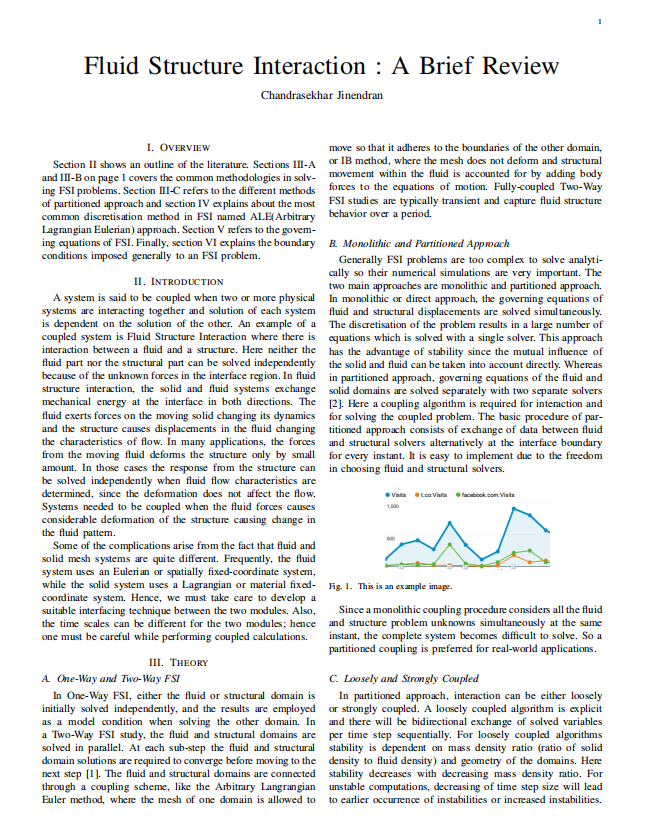 1
Fluid Structure Interaction : A Brief Review
Chandrasekhar Jinendran
I. Overview
Section II shows an outline of the literature. Sections III-A
and III-B on page 1 covers the common methodologies in solv-
ing FSI problems. Section III-C refers to the different methods
of partitioned approach and section IV explains about the most
common discretisation method in FSI named ALE(Arbitrary
Lagrangian Eulerian) approach. Section V refers to the govern-
ing equations of FSI. Finally, section VI explains the boundary
conditions imposed generally to an FSI problem.
II. Introduction
A system is said to be coupled when two or more physical
systems are interacting together and solution of each system
is dependent on the solution of the other. An example of a
coupled system is Fluid Structure Interaction where there is
interaction between a fluid and a structure. Here neither the
fluid part nor the structural part can be solved independently
because of the unknown forces in the interface region. In fluid
structure interaction, the solid and fluid systems exchange
mechanical energy at the interface in both directions. The
fluid exerts forces on the moving solid changing its dynamics
and the structure causes displacements in the fluid changing
the characteristics of flow. In many applications, the forces
from the moving fluid deforms the structure only by small
amount. In those cases the response from the structure can
be solved independently when fluid flow characteristics are
determined, since the deformation does not affect the flow.
Systems needed to be coupled when the fluid forces causes
considerable deformation of the structure causing change in
the fluid pattern.
Some of the complications arise from the fact that fluid and
solid mesh systems are quite different. Frequently, the fluid
system uses an Eulerian or spatially fixed-coordinate system,
while the solid system uses a Lagrangian or material fixed-
coordinate system. Hence, we must take care to develop a
suitable interfacing technique between the two modules. Also,
the time scales can be different for the two modules; hence
one must be careful while performing coupled calculations.
III. Theory
A. One-Way and Two-Way FSI
In One-Way FSI, either the fluid or structural domain is
initially solved independently, and the results are employed
as a model condition when solving the other domain. In
a Two-Way FSI study, the fluid and structural domains are
solved in parallel. At each sub-step the fluid and structural
domain solutions are required to converge before moving to the
next step [1]. The fluid and structural domains are connected
through a coupling scheme, like the Arbitrary Langrangian
Euler method, where the mesh of one domain is allowed to
move so that it adheres to the boundaries of the other domain,
or IB method, where the mesh does not deform and structural
movement within the fluid is accounted for by adding body
forces to the equations of motion. Fully-coupled Two-Way
FSI studies are typically transient and capture fluid structure
behavior over a period.
B. Monolithic and Partitioned Approach
Generally FSI problems are too complex to solve analyti-
cally so their numerical simulations are very important. The
two main approaches are monolithic and partitioned approach.
In monolithic or direct approach, the governing equations of
fluid and structural displacements are solved simultaneously.
The discretisation of the problem results in a large number of
equations which is solved with a single solver. This approach
has the advantage of stability since the mutual influence of
the solid and fluid can be taken into account directly. Whereas
in partitioned approach, governing equations of the fluid and
solid domains are solved separately with two separate solvers
[2]. Here a coupling algorithm is required for interaction and
for solving the coupled problem. The basic procedure of par-
titioned approach consists of exchange of data between fluid
and structural solvers alternatively at the interface boundary
for every instant. It is easy to implement due to the freedom
in choosing fluid and structural solvers.
Visits t.co:Visits facebook.com:Visits
1,000
500
Fig. 1. This is an example image.
Since a monolithic coupling procedure considers all the fluid
and structure problem unknowns simultaneously at the same
instant, the complete system becomes difficult to solve. So a
partitioned coupling is preferred for real-world applications.
C. Loosely and Strongly Coupled
In partitioned approach, interaction can be either loosely
or strongly coupled. A loosely coupled algorithm is explicit
and there will be bidirectional exchange of solved variables
per time step sequentially. For loosely coupled algorithms
stability is dependent on mass density ratio (ratio of solid
density to fluid density) and geometry of the domains. Here
stability decreases with decreasing mass density ratio. For
unstable computations, decreasing of time step size will lead
to earlier occurrence of instabilities or increased instabilities.